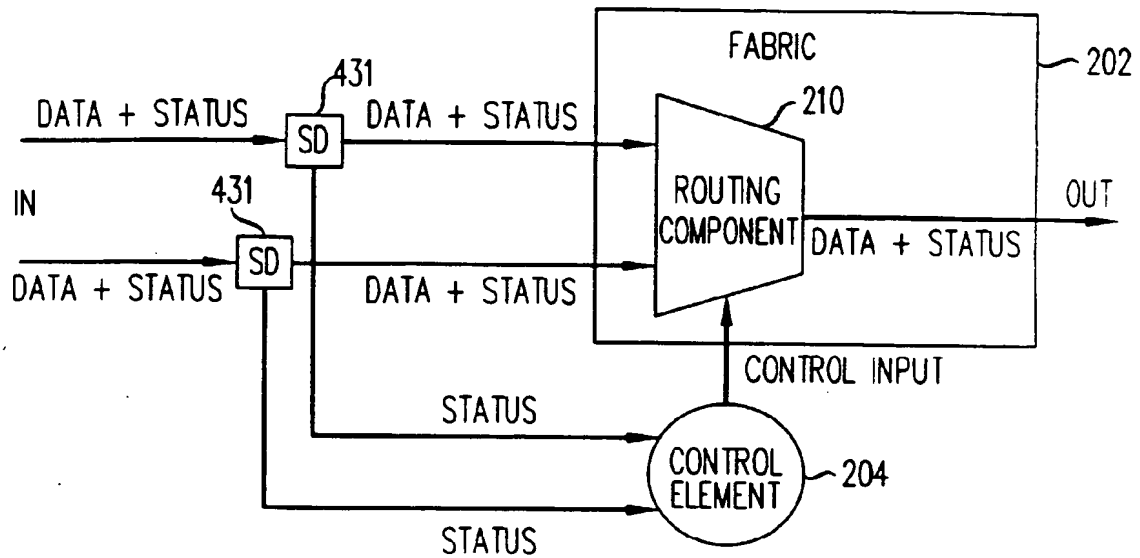 FABRIC
202
431
210
DATA + STATUS
SD
DATA + STATUS
431
IN
ROUTING
COMPONENT
OUT
SD
DATA + STATUS
DATA + STATUS
DATA + STATUS
CONTROL INPUT
STATUS
CONTROL
ELEMENT
204
STATUS